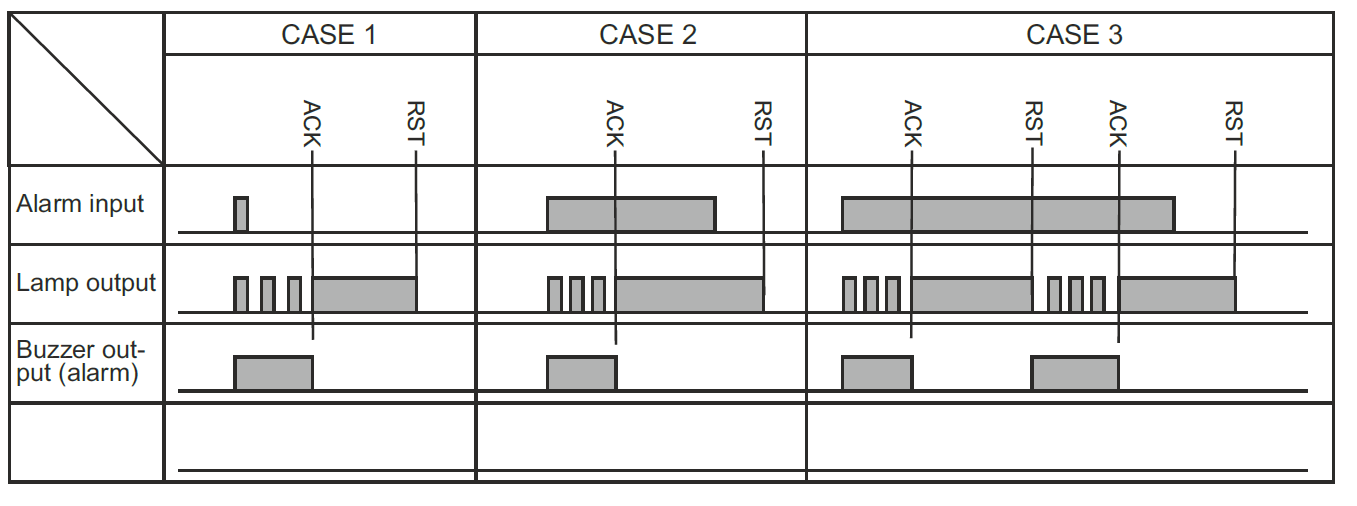 CASE 1
CASE 2
CASE 3
ACK
RST
ACK
RST
ACK
RST
ACK
RST
Alarm input
Lamp output
Buzzer out-
put (alarm)